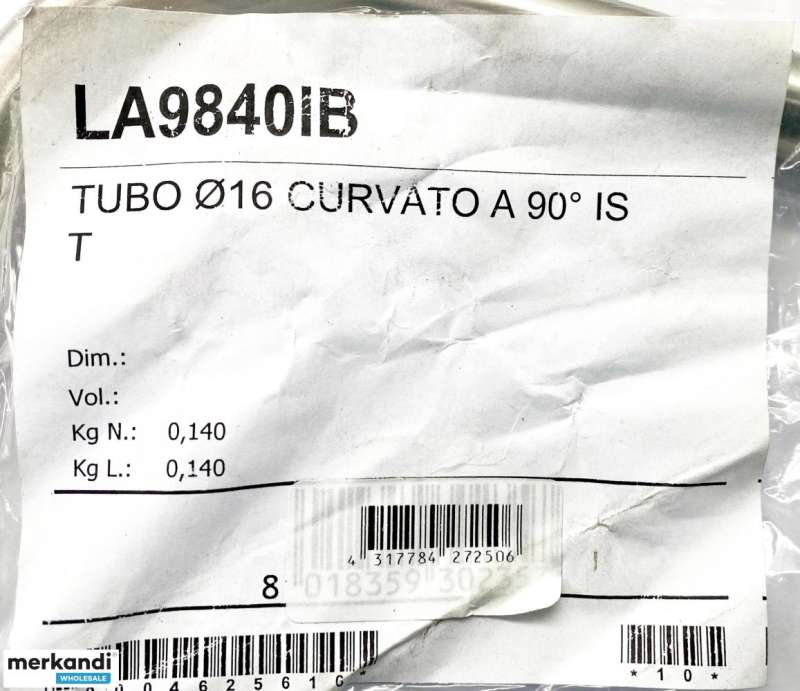 LA9840IB
TUBO Ø16 CURVATO A 90° IS
T
Dim.:
Vol.:
Kg N.: 0,140
Kg L.: 0,140
4 317784 272506
8 018359
*10*
merkandi
WHOLESALE